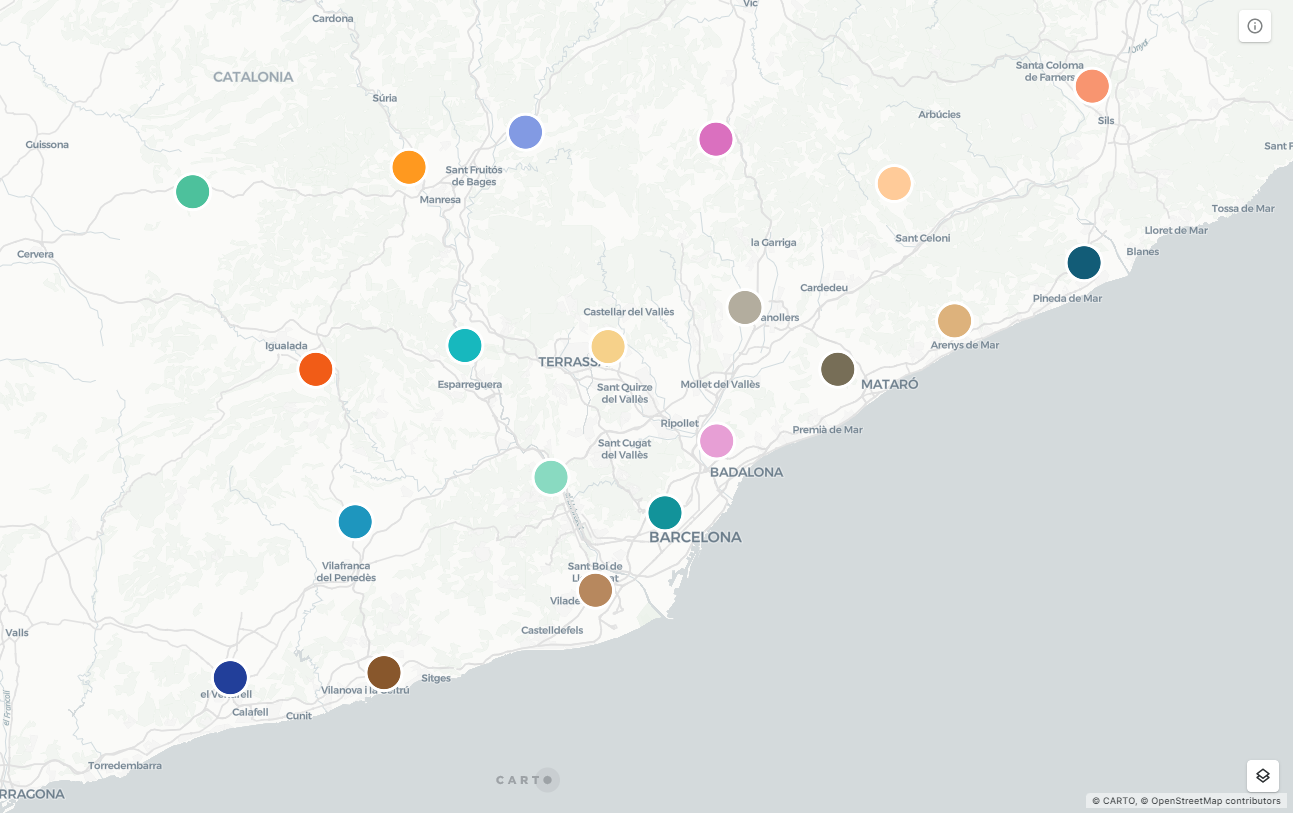 Vic
Cardona
CATALONIA
Santa Coloma
de Farners
Súria
Arbúcies
Sils
Guissona
Sant F
Sant Fruitós
de Bages
Manresa
Tossa de Mar
Lloret de Mar
Sant Celoni
la Garriga
Cervera
Blanes
Cardedeu
Pineda de Mar
Castellar del Vallès
anollers
Igualada
Arenys de Mar
TERRASS
Esparreguera
Sant Quirze
del Vallès
Mollet del Vallès
MATARÓ
Ripollet
Premià de Mar
Sant Cugat
del Vallès
BADALONA
BARCELONA
Vilafranca
del Penedès
Sant Boi de
Vilade
Castelldefels
Valls
Sitges
Vilanova i la
Calafell
Cunit
el Francolí
Torredembarra
CARTO
RRAGONA
© CARTO, © OpenStreetMap contributors